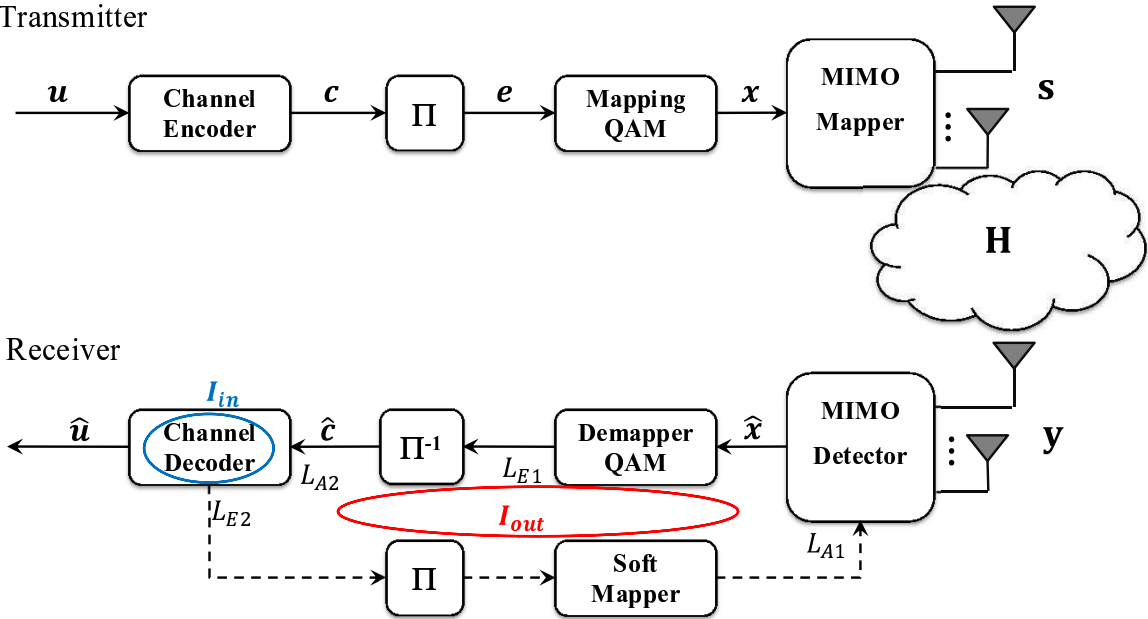 Transmitter
u
Channel
Encoder
c
Π
e
Mapping
QAM
x
MIMO
Mapper
s
H
Receiver
û
I_in
Channel
Decoder
ĉ
Π⁻¹
Demapper
QAM
x̂
MIMO
Detector
y
L_A2
L_E1
L_E2
I_out
L_A1
Π
Soft
Mapper